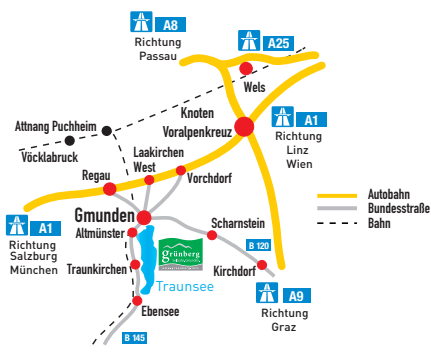 A8
Richtung
Passau
A25
Wels
Knoten
Voralpenkreuz
A1
Richtung
Linz
Wien
Attnang Puchheim
Vöcklabruck
Laakirchen
West
Vorchdorf
Regau
Autobahn
Bundesstraße
Bahn
A1
Richtung
Salzburg
München
Gmunden
Altmünster
Scharnstein
B 120
grünberg
Traunkirchen
Traunsee
Kirchdorf
A9
Richtung
Graz
Ebensee
B 145